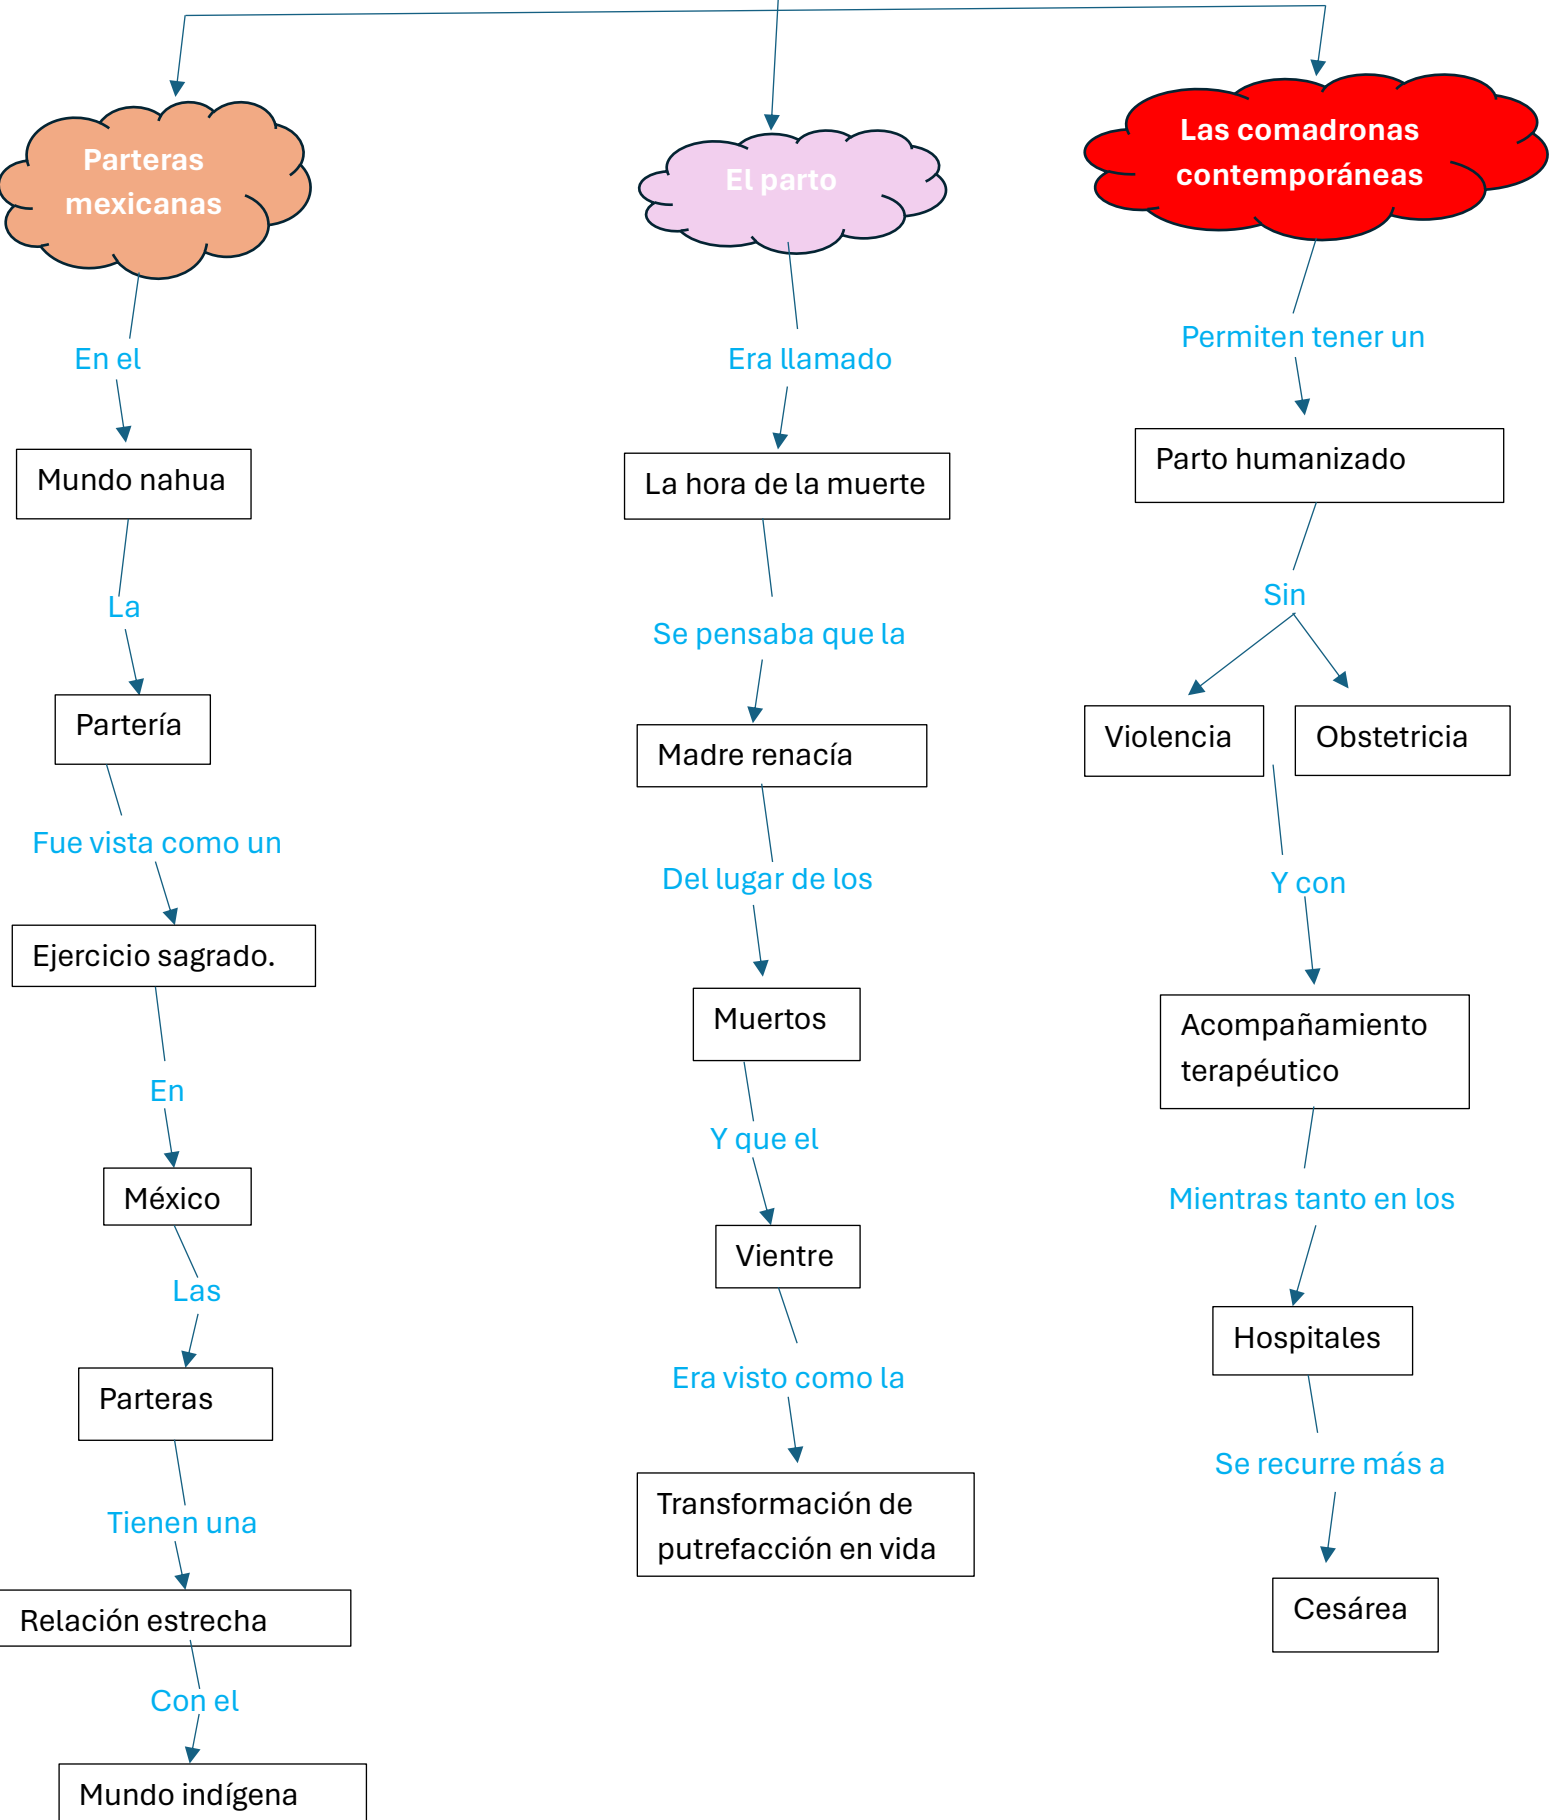 Parteras
mexicanas
En el
Mundo nahua
La
Partería
Fue vista como un
Ejercicio sagrado.
En
México
Las
Parteras
Tienen una
Relación estrecha
Con el
Mundo indígena
El parto
Era llamado
La hora de la muerte
Se pensaba que la
Madre renacía
Del lugar de los
Muertos
Y que el
Vientre
Era visto como la
Transformación de
putrefacción en vida
Las comadronas
contemporáneas
Permiten tener un
Parto humanizado
Sin
Violencia
Obstetricia
Y con
Acompañamiento
terapéutico
Mientras tanto en los
Hospitales
Se recurre más a
Cesárea